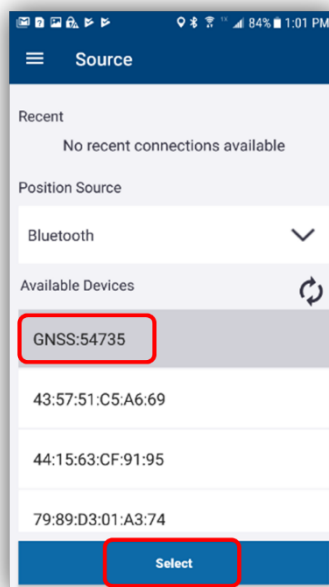 84% 1:01 PM
Source
Recent
No recent connections available
Position Source
Bluetooth
Available Devices
GNSS:54735
43:57:51:C5:A6:69
44:15:63:CF:91:95
79:89:D3:01:A3:74
Select